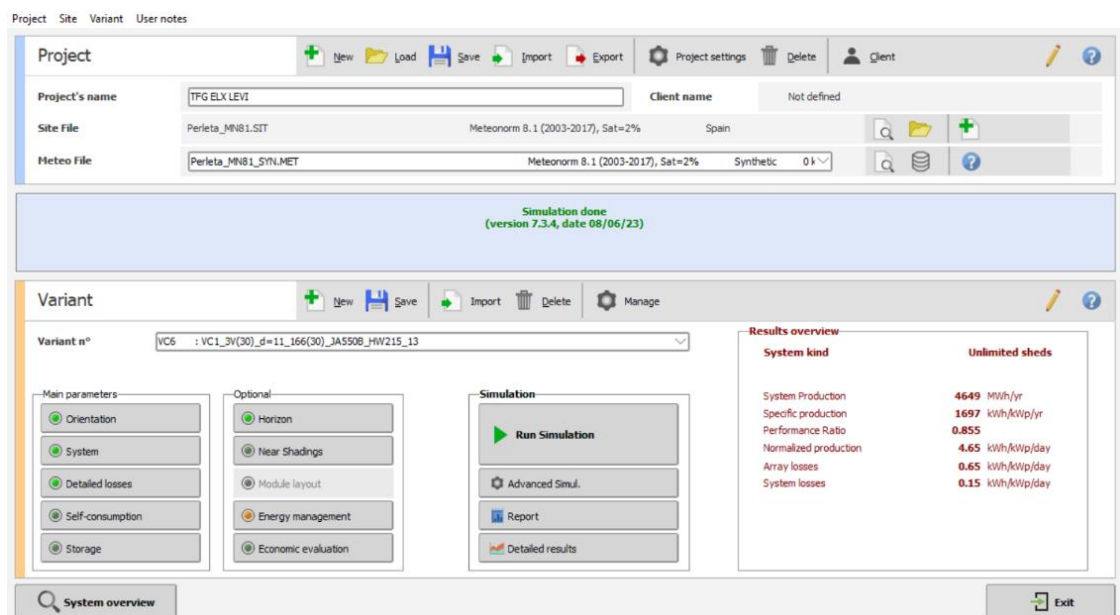 Project Site Variant User notes
Project New Load Save Import Export Project settings Delete Client
Project's name TFG ELX LEVI Client name Not defined
Site File Perleta_MN81.SIT Meteonorm 8.1 (2003-2017), Sat=2% Spain
Meteo File Perleta_MN81_SYN.MET Meteonorm 8.1 (2003-2017), Sat=2% Synthetic 0 k
Simulation done
(version 7.3.4, date 08/06/23)
Variant New Save Import Delete Manage
Variant n° VC6 : VC1_3V(30)_d=11_166(30)_JA550B_HW215_13
Results overview
System kind Unlimited sheds
System Production 4649 MWh/yr
Specific production 1697 kWh/kWp/yr
Performance Ratio 0.855
Normalized production 4.65 kWh/kWp/day
Array losses 0.65 kWh/kWp/day
System losses 0.15 kWh/kWp/day
Main parameters
Orientation
System
Detailed losses
Self-consumption
Storage
Optional
Horizon
Near Shadings
Module layout
Energy management
Economic evaluation
Simulation
Run Simulation
Advanced Simul.
Report
Detailed results
System overview Exit